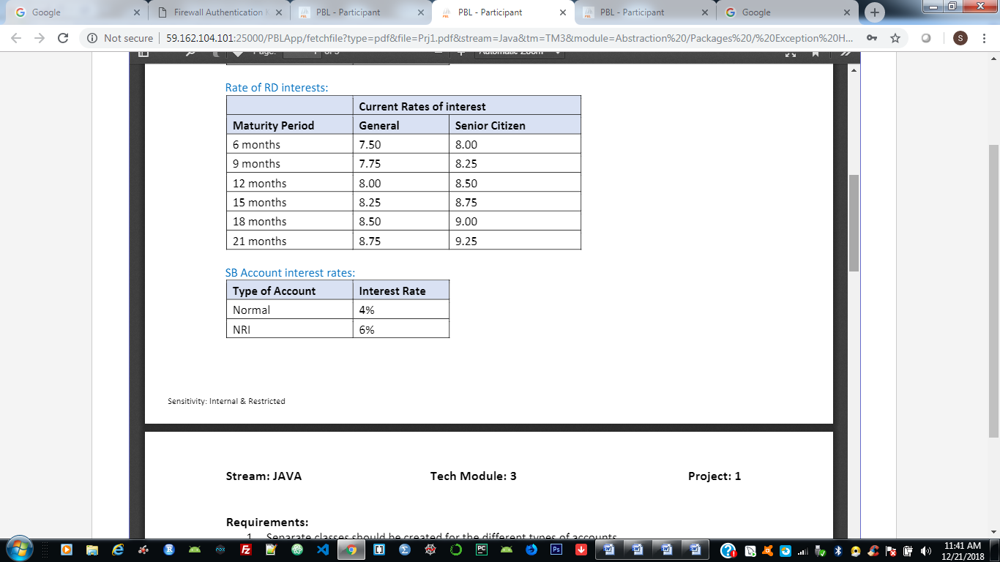 Google
Firewall Authentication
PBL - Participant
PBL - Participant
PBL - Participant
Google
Not secure 59.162.104.101:25000/PBLApp/fetchfile?type=pdf&file=Prj1.pdf&stream=Java&tm=TM3&module=Abstraction%20/Packages%20/%20Exception%20H...
S
Page:
Automatic Zoom
Rate of RD interests:
Current Rates of interest
Maturity Period General Senior Citizen
6 months 7.50 8.00
9 months 7.75 8.25
12 months 8.00 8.50
15 months 8.25 8.75
18 months 8.50 9.00
21 months 8.75 9.25
SB Account interest rates:
Type of Account Interest Rate
Normal 4%
NRI 6%
Sensitivity: Internal & Restricted
Stream: JAVA Tech Module: 3 Project: 1
Requirements:
1. Separate classes should be created for the different types of accounts
11:41 AM
12/21/2018